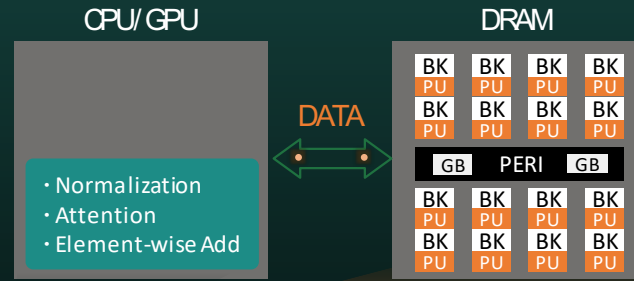 CPU/ GPU
DRAM
DATA
· Normalization
· Attention
· Element-wise Add
BK BK BK BK
PU PU PU PU
BK BK BK BK
PU PU PU PU
GB PERI GB
BK BK BK BK
PU PU PU PU
BK BK BK BK
PU PU PU PU